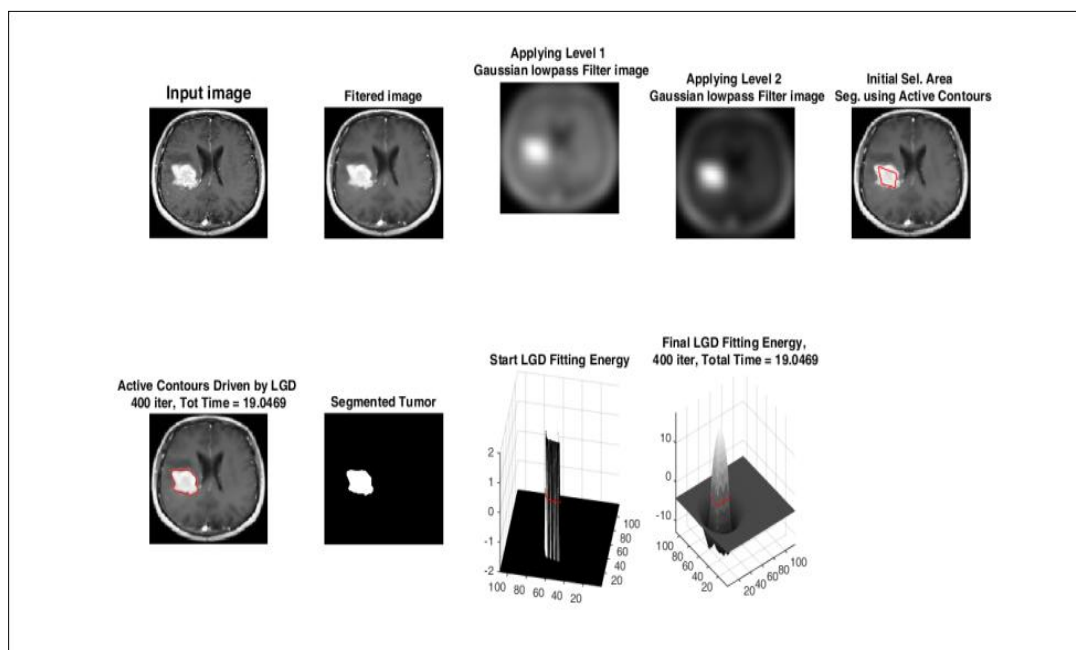 Input image
Fitered image
Applying Level 1
Gaussian lowpass Filter image
Applying Level 2
Gaussian lowpass Filter image
Initial Sel. Area
Seg. using Active Contours
Active Contours Driven by LGD
400 iter, Tot Time = 19.0469
Segmented Tumor
Start LGD Fitting Energy
2
1
0
-1
-2
100 80 60 40 20
20
40
60
80
100
Final LGD Fitting Energy,
400 iter, Total Time = 19.0469
10
0
-10
100
80
60
40
20
20
40
60
80
100